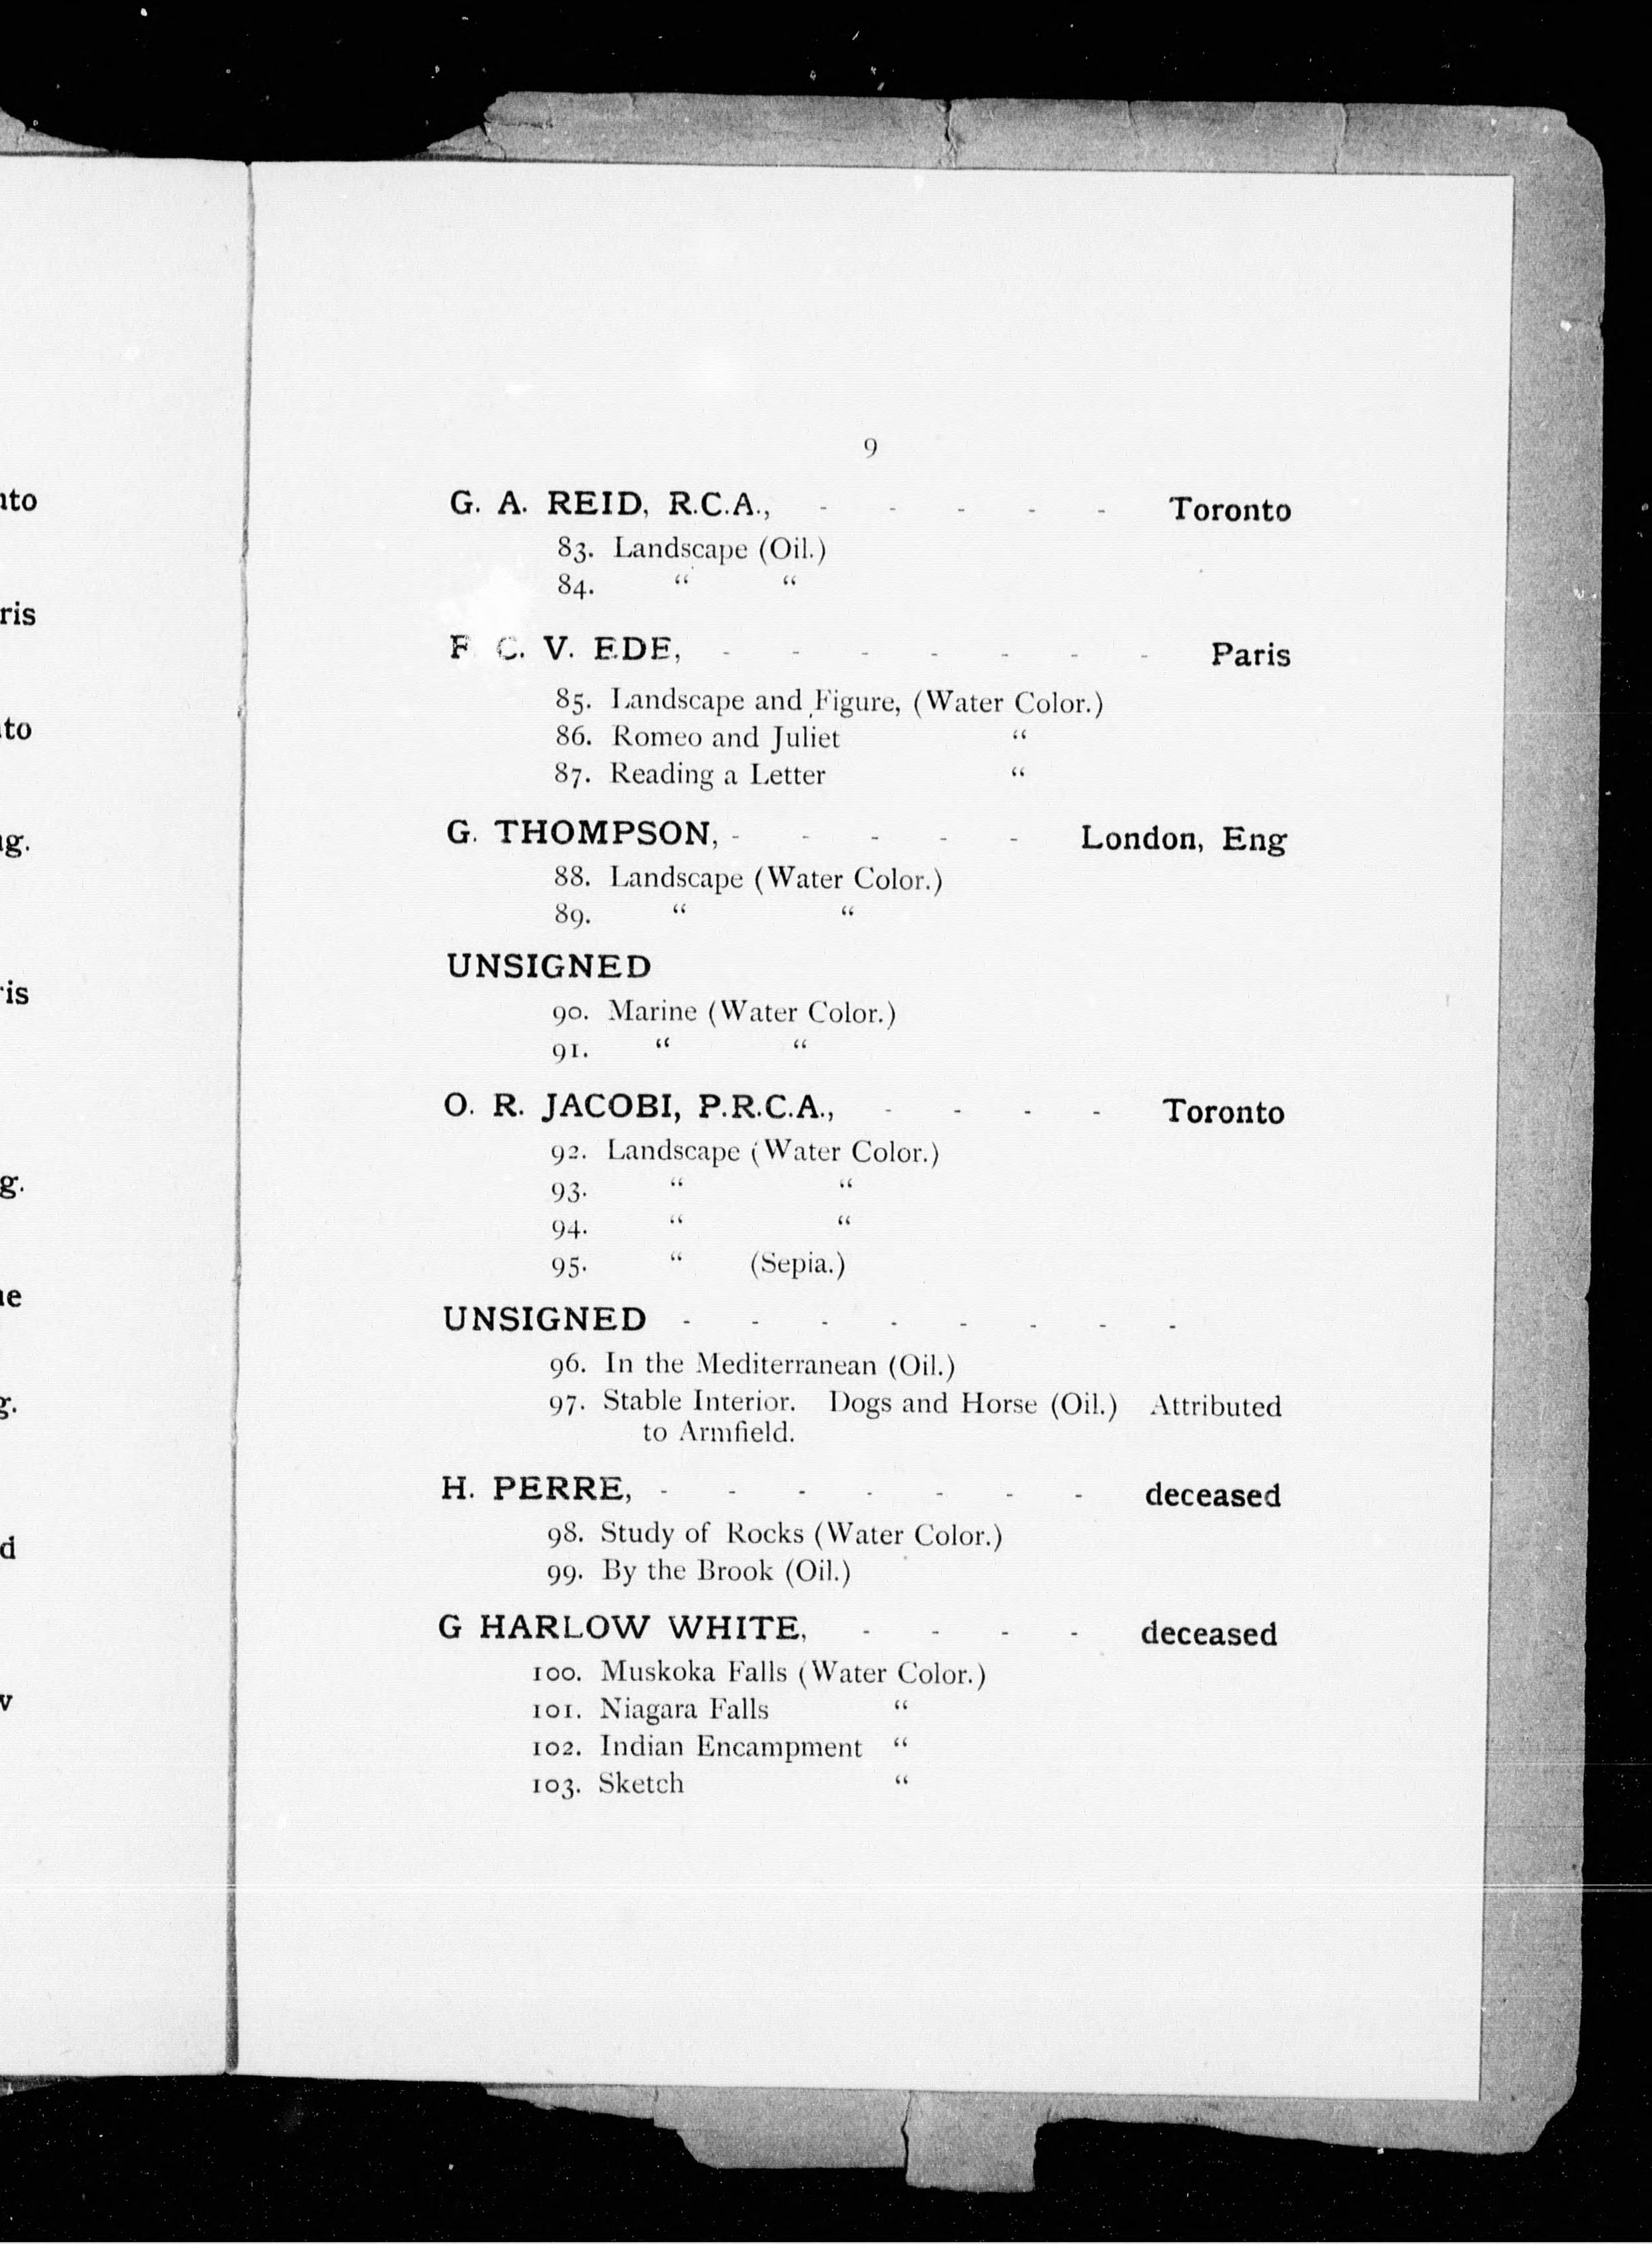 9
G. A. REID, R.C.A., - - - - - Toronto
83. Landscape (Oil.)
84. " "
F C. V. EDE, - - - - - - - Paris
85. Landscape and Figure, (Water Color.)
86. Romeo and Juliet "
87. Reading a Letter "
G. THOMPSON, - - - - - London, Eng
88. Landscape (Water Color.)
89. " "
UNSIGNED
90. Marine (Water Color.)
91. " "
O. R. JACOBI, P.R.C.A., - - - - Toronto
92. Landscape (Water Color.)
93. " "
94. " "
95. " (Sepia.)
UNSIGNED - - - - - - - -
96. In the Mediterranean (Oil.)
97. Stable Interior. Dogs and Horse (Oil.) Attributed
to Armfield.
H. PERRE, - - - - - - - deceased
98. Study of Rocks (Water Color.)
99. By the Brook (Oil.)
G HARLOW WHITE, - - - - deceased
100. Muskoka Falls (Water Color.)
101. Niagara Falls "
102. Indian Encampment "
103. Sketch "